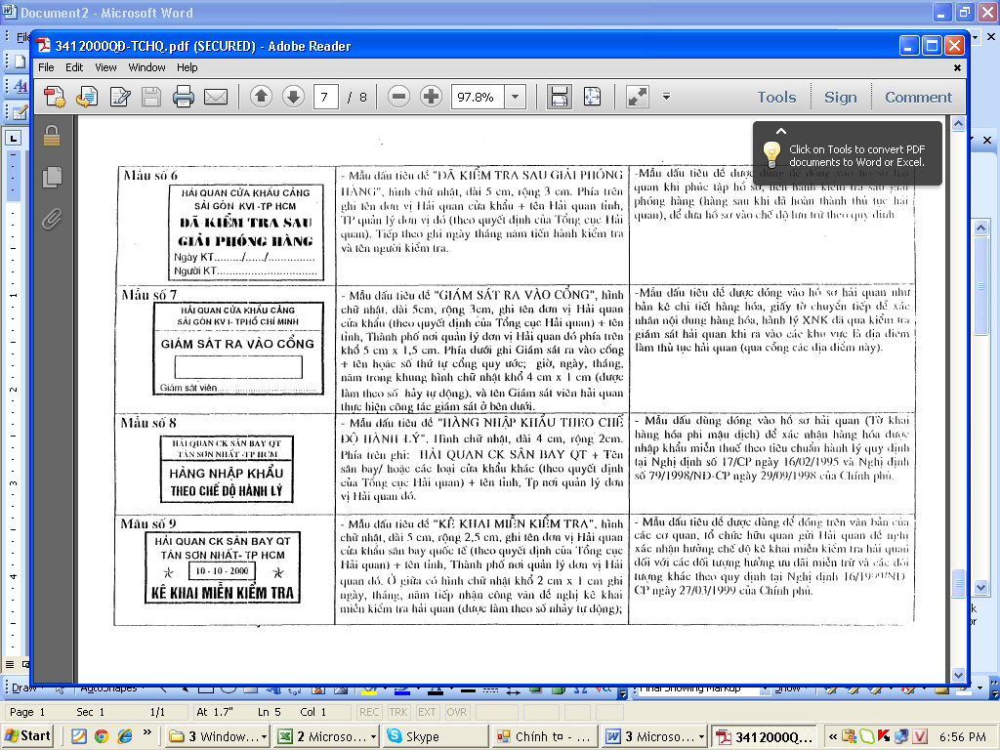 Document2 - Microsoft Word
3412000QĐ-TCHQ.pdf (SECURED) - Adobe Reader
File Edit View Window Help
7 / 8 97.8% Tools Sign Comment
Click on Tools to convert PDF
documents to Word or Excel.
Mẫu số 6
HẢI QUAN CỬA KHẨU CẢNG
SÀI GÒN KVI -TP HCM
ĐÃ KIỂM TRA SAU
GIẢI PHÓNG HÀNG
Ngày KT........./....../...............
Người KT................................
- Mẫu dấu tiêu đề "ĐÃ KIỂM TRA SAU GIẢI PHÓNG
HÀNG", hình chữ nhật, dài 5 cm, rộng 3 cm. Phía trên
ghi tên đơn vị Hải quan cửa khẩu + tên Hải quan tỉnh,
TP quản lý đơn vị đó (theo quyết định của Tổng cục Hải
quan). Tiếp theo ghi ngày tháng năm tiến hành kiểm tra
và tên người kiểm tra.
-Mẫu dấu tiêu đề được dùng để đóng vào hồ sơ hải
quan khi phúc tập hồ sơ, tiến hành kiểm tra sau giải
phóng hàng (hàng sau khi đã hoàn thành thủ tục hải
quan), để đưa hồ sơ vào chế độ lưu trữ theo quy định.
Mẫu số 7
HẢI QUAN CỬA KHẨU CẢNG
SÀI GÒN KV I- TPHỒ CHÍ MINH
GIÁM SÁT RA VÀO CỔNG
Giám sát viên................................
- Mẫu dấu tiêu đề "GIÁM SÁT RA VÀO CỔNG", hình
chữ nhật, dài 5cm, rộng 3cm, ghi tên đơn vị Hải quan
cửa khẩu (theo quyết định của Tổng cục Hải quan) + tên
tỉnh, Thành phố nơi quản lý đơn vị Hải quan đó phía trên
khổ 5 cm x 1,5 cm. Phía dưới ghi Giám sát ra vào cổng
+ tên hoặc số thứ tự cổng quy ước; giờ, ngày, tháng,
năm trong khung hình chữ nhật khổ 4 cm x 1 cm (được
làm theo số nhảy tự động), và tên Giám sát viên hải quan
thực hiện công tác giám sát ở bên dưới.
-Mẫu dấu tiêu đề được đóng vào hồ sơ hải quan như
bản kê chi tiết hàng hóa, giấy tờ chuyển tiếp để xác
nhận nội dung hàng hóa, hành lý XNK đã qua kiểm tra
giám sát hải quan khi ra vào các khu vực là địa điểm
làm thủ tục hải quan (qua cổng các địa điểm này).
Mẫu số 8
HẢI QUAN CK SÂN BAY QT
TÂN SƠN NHẤT -TP HCM
HÀNG NHẬP KHẨU
THEO CHẾ ĐỘ HÀNH LÝ
- Mẫu dấu tiêu đề "HÀNG NHẬP KHẨU THEO CHẾ
ĐỘ HÀNH LÝ", Hình chữ nhật, dài 4 cm, rộng 2cm.
Phía trên ghi: HẢI QUAN CK SÂN BAY QT + Tên
sân bay/ hoặc các loại cửa khẩu khác (theo quyết định
của Tổng cục Hải quan) + tên tỉnh, Tp nơi quản lý đơn
vị Hải quan đó.
- Mẫu dấu dùng đóng vào hồ sơ hải quan (Tờ khai
hàng hóa phi mậu dịch) để xác nhận hàng hóa được
nhập khẩu miễn thuế theo tiêu chuẩn hành lý quy định
tại Nghị định số 17/CP ngày 16/02/1995 và Nghị định
số 79/1998/NĐ-CP ngày 29/09/1998 của Chính phủ.
Mẫu số 9
HẢI QUAN CK SÂN BAY QT
TÂN SƠN NHẤT- TP HCM
10 - 10 - 2000
KÊ KHAI MIỄN KIỂM TRA
- Mẫu dấu tiêu đề "KÊ KHAI MIỄN KIỂM TRA", hình
chữ nhật, dài 5 cm, rộng 2,5 cm, ghi tên đơn vị Hải quan
cửa khẩu sân bay quốc tế (theo quyết định của Tổng cục
Hải quan) + tên tỉnh, Thành phố nơi quản lý đơn vị Hải
quan đó. Ở giữa có hình chữ nhật khổ 2 cm x 1 cm ghi
ngày, tháng, năm tiếp nhận công văn đề nghị kê khai
miễn kiểm tra hải quan (được làm theo số nhảy tự động);
- Mẫu dấu tiêu đề được dùng để đóng trên văn bản của
các cơ quan, tổ chức hữu quan gửi Hải quan đề nghị
xác nhận hưởng chế độ kê khai miễn kiểm tra hải quan
đối với các đối tượng hưởng ưu đãi miễn trừ và các đối
tượng khác theo quy định tại Nghị định 16/1999/NĐ-
CP ngày 27/03/1999 của Chính phủ.
Draw AutoShapes Final Showing Markup Show
Page 1 Sec 1 1/1 At 1.7" Ln 5 Col 1 REC TRK EXT OVR
Start 3 Window... 2 Microso... Skype Chính to - ... 3 Microso... 3412000Q... 6:56 PM